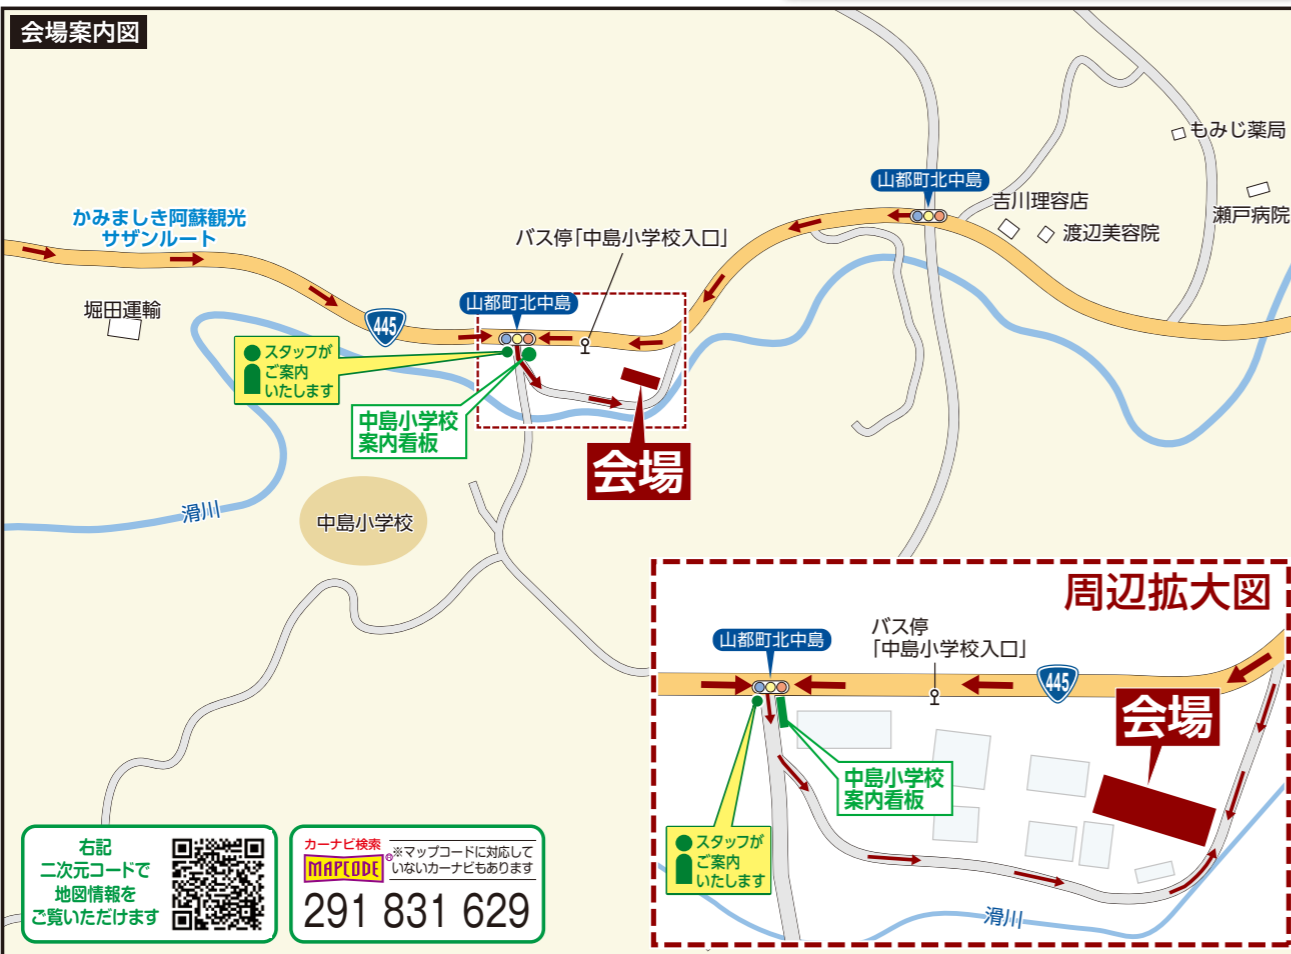 会場案内図
もみじ薬局
山都町北中島
吉川理容店
瀬戸病院
かみましき阿蘇観光
サザンルート
バス停「中島小学校入口」
渡辺美容院
堀田運輸
山都町北中島
445
スタッフが
ご案内
いたします
中島小学校
案内看板
会場
滑川
中島小学校
周辺拡大図
山都町北中島
バス停
「中島小学校入口」
445
会場
中島小学校
案内看板
スタッフが
ご案内
いたします
滑川
右記
二次元コードで
地図情報を
ご覧いただけます
カーナビ検索
MAPCODE®
※マップコードに対応して
いないカーナビもあります
291 831 629